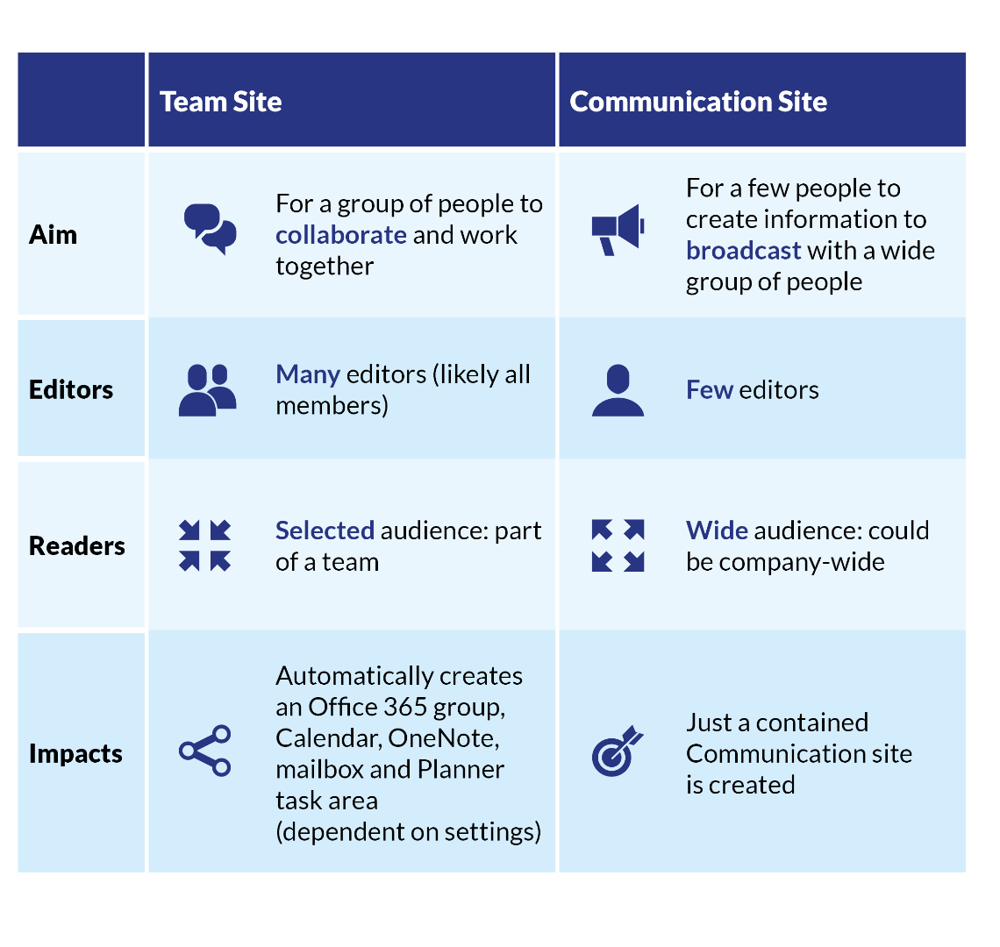 Team Site
Communication Site
Aim
For a group of people to
collaborate and work
together
For a few people to
create information to
broadcast with a wide
group of people
Editors
Many editors (likely all
members)
Few editors
Readers
Selected audience: part
of a team
Wide audience: could
be company-wide
Impacts
Automatically creates
an Office 365 group,
Calendar, OneNote,
mailbox and Planner
task area
(dependent on settings)
Just a contained
Communication site
is created